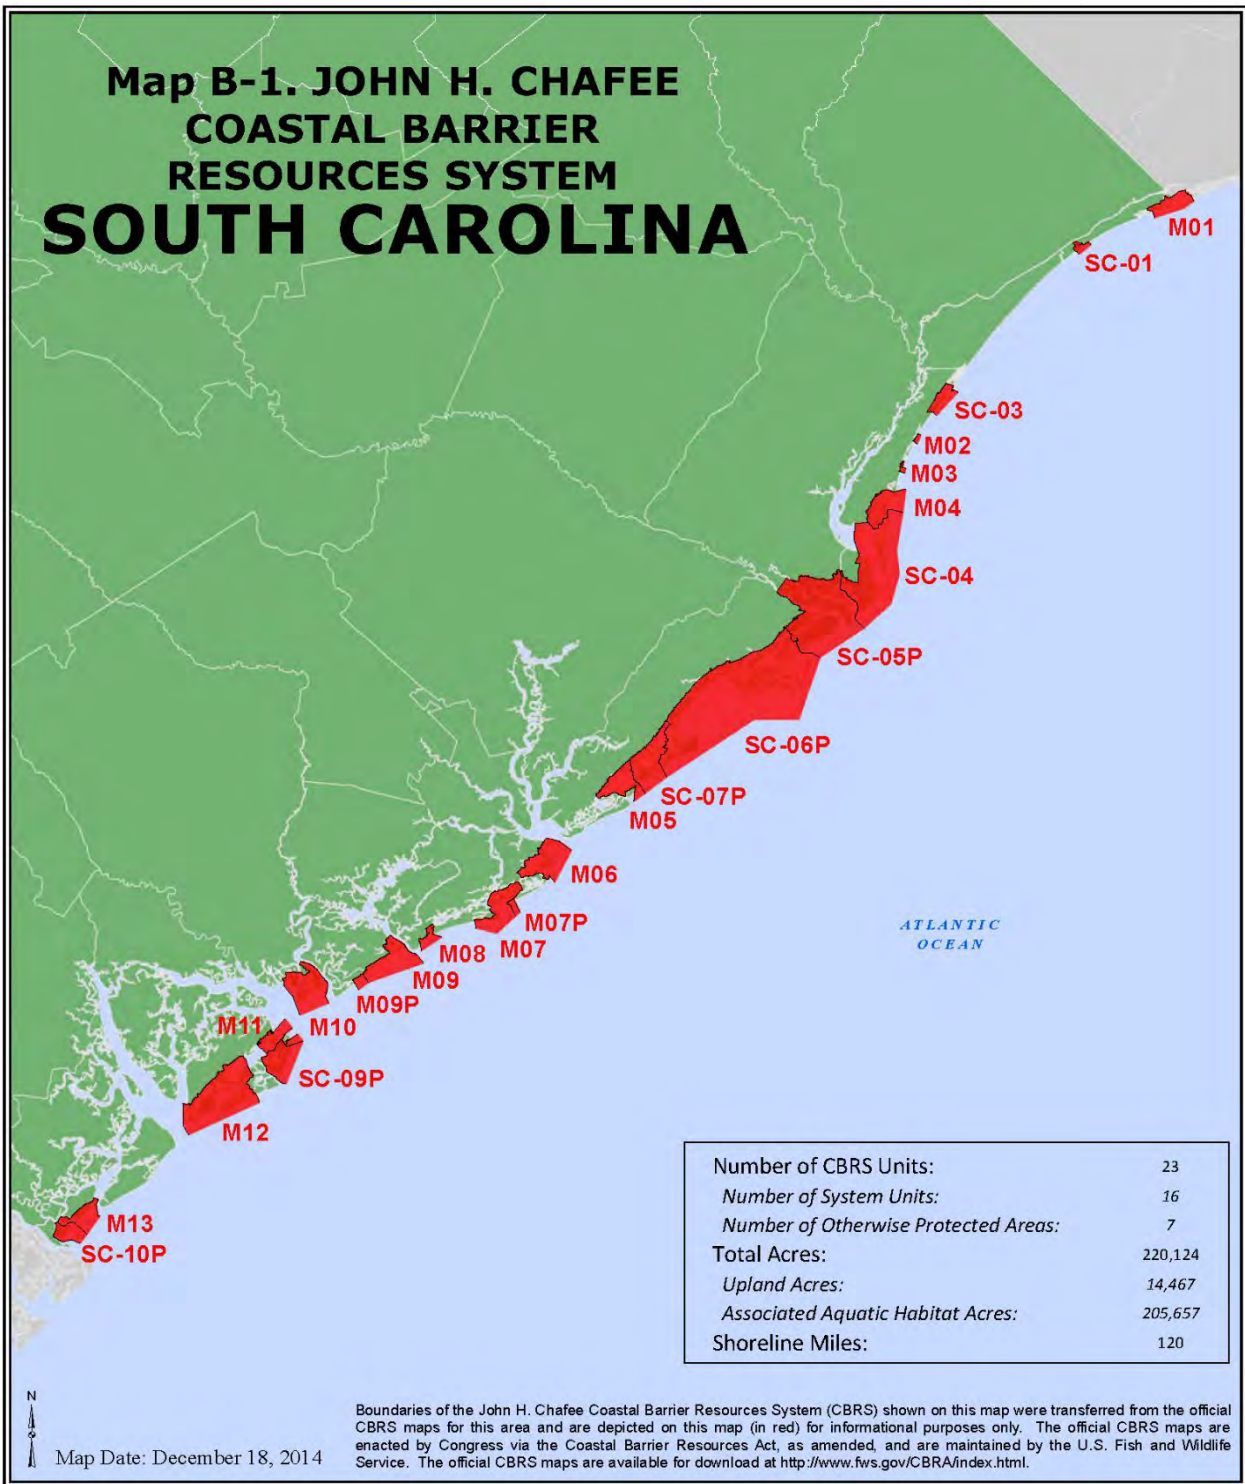 Map B-1. JOHN H. CHAFEE
COASTAL BARRIER
RESOURCES SYSTEM
SOUTH CAROLINA
M01
SC-01
SC-03
M02
M03
M04
SC-04
SC-05P
SC-06P
SC-07P
M05
M06
M07P
M07
M08
M09
M09P
M10
M11
SC-09P
M12
M13
SC-10P
ATLANTIC
OCEAN
Number of CBRS Units: 23
Number of System Units: 16
Number of Otherwise Protected Areas: 7
Total Acres: 220,124
Upland Acres: 14,467
Associated Aquatic Habitat Acres: 205,657
Shoreline Miles: 120
N
Map Date: December 18, 2014
Boundaries of the John H. Chafee Coastal Barrier Resources System (CBRS) shown on this map were transferred from the official
CBRS maps for this area and are depicted on this map (in red) for informational purposes only. The official CBRS maps are
enacted by Congress via the Coastal Barrier Resources Act, as amended, and are maintained by the U.S. Fish and Wildlife
Service. The official CBRS maps are available for download at http://www.fws.gov/CBRA/index.html.